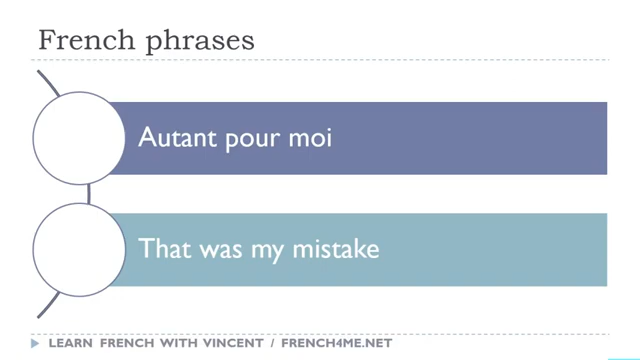 French phrases
Autant pour moi
That was my mistake
LEARN FRENCH WITH VINCENT / FRENCH4ME.NET